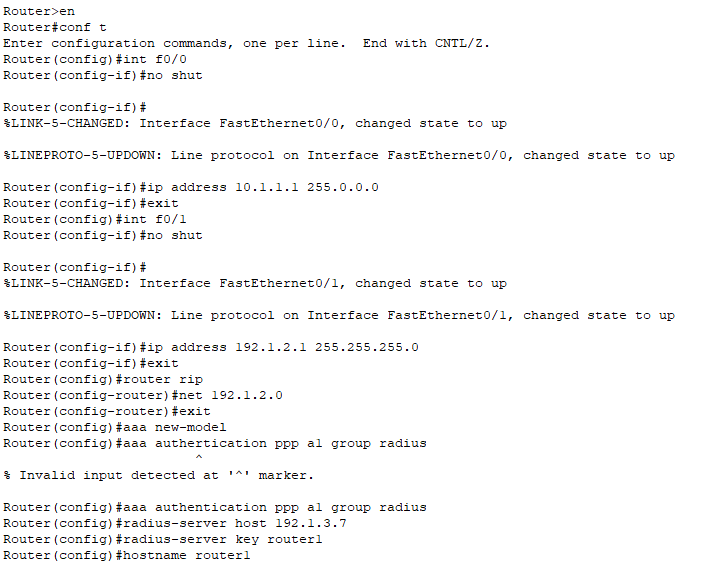 Router>en
Router#conf t
Enter configuration commands, one per line.  End with CNTL/Z.
Router(config)#int f0/0
Router(config-if)#no shut
Router(config-if)#
%LINK-5-CHANGED: Interface FastEthernet0/0, changed state to up
%LINEPROTO-5-UPDOWN: Line protocol on Interface FastEthernet0/0, changed state to up
Router(config-if)#ip address 10.1.1.1 255.0.0.0
Router(config-if)#exit
Router(config)#int f0/1
Router(config-if)#no shut
Router(config-if)#
%LINK-5-CHANGED: Interface FastEthernet0/1, changed state to up
%LINEPROTO-5-UPDOWN: Line protocol on Interface FastEthernet0/1, changed state to up
Router(config-if)#ip address 192.1.2.1 255.255.255.0
Router(config-if)#exit
Router(config)#router rip
Router(config-router)#net 192.1.2.0
Router(config-router)#exit
Router(config)#aaa new-model
Router(config)#aaa authertication ppp a1 group radius
^
% Invalid input detected at '^' marker.
Router(config)#aaa authentication ppp a1 group radius
Router(config)#radius-server host 192.1.3.7
Router(config)#radius-server key router1
Router(config)#hostname router1